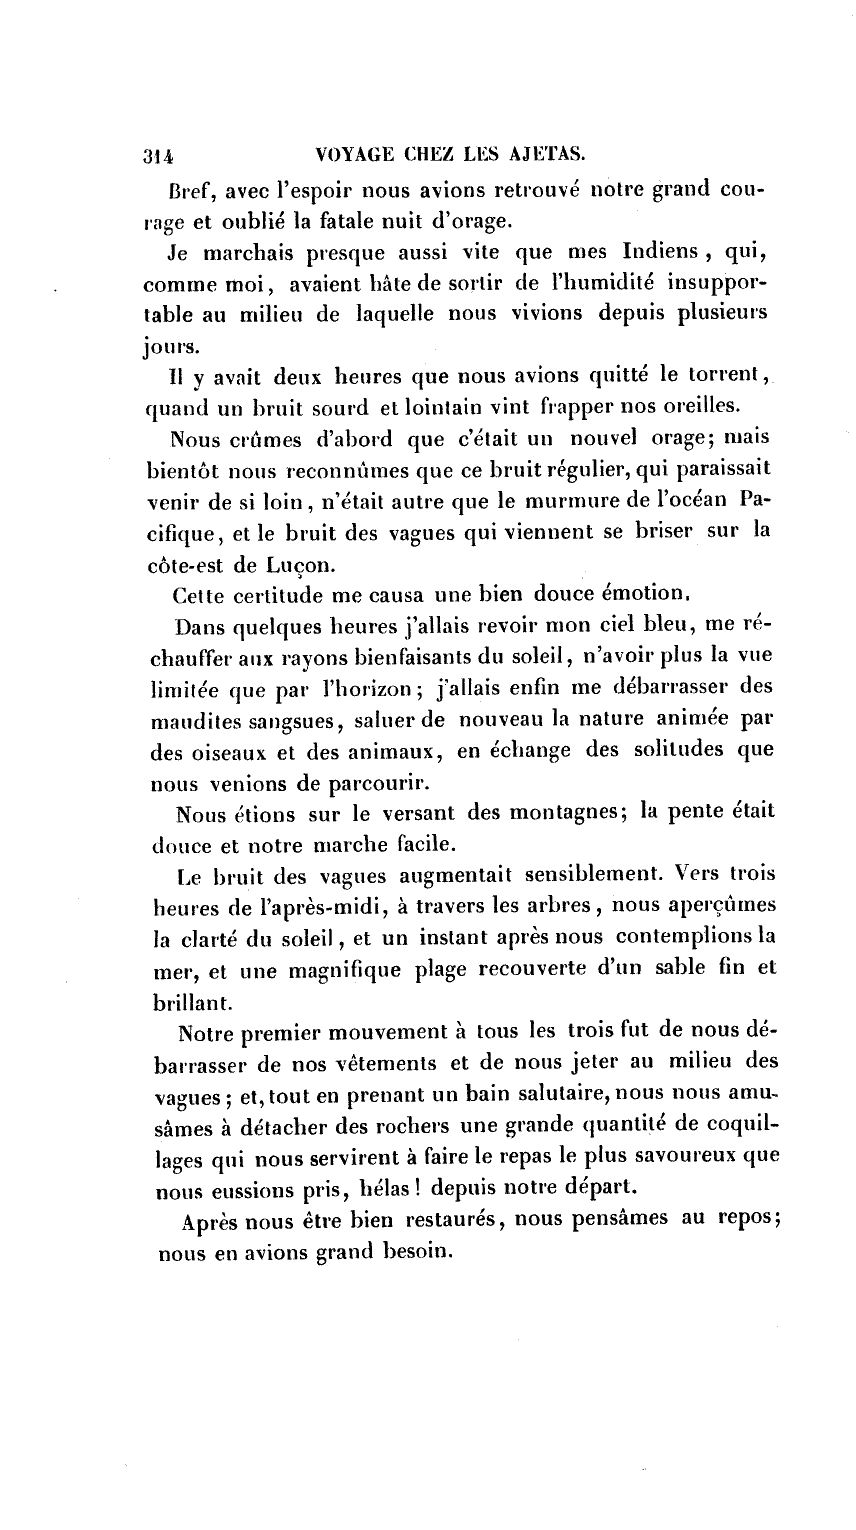 314 VOYAGE CHEZ LES AJETAS.
Bref, avec l'espoir nous avions retrouvé notre grand cou-
rage et oublié la fatale nuit d'orage.
Je marchais presque aussi vite que mes Indiens, qui,
comme moi, avaient hâte de sortir de l'humidité insuppor-
table au milieu de laquelle nous vivions depuis plusieurs
jours.
Il y avait deux heures que nous avions quitté le torrent,
quand un bruit sourd et lointain vint frapper nos oreilles.
Nous crûmes d'abord que c'était un nouvel orage; mais
bientôt nous reconnûmes que ce bruit régulier, qui paraissait
venir de si loin, n'était autre que le murmure de l'océan Pa-
cifique, et le bruit des vagues qui viennent se briser sur la
côte-est de Luçon.
Cette certitude me causa une bien douce émotion.
Dans quelques heures j'allais revoir mon ciel bleu, me ré-
chauffer aux rayons bienfaisants du soleil, n'avoir plus la vue
limitée que par l'horizon; j'allais enfin me débarrasser des
maudites sangsues, saluer de nouveau la nature animée par
des oiseaux et des animaux, en échange des solitudes que
nous venions de parcourir.
Nous étions sur le versant des montagnes; la pente était
douce et notre marche facile.
Le bruit des vagues augmentait sensiblement. Vers trois
heures de l'après-midi, à travers les arbres, nous aperçûmes
la clarté du soleil, et un instant après nous contemplions la
mer, et une magnifique plage recouverte d'un sable fin et
brillant.
Notre premier mouvement à tous les trois fut de nous dé-
barrasser de nos vêtements et de nous jeter au milieu des
vagues; et, tout en prenant un bain salutaire, nous nous amu-
sâmes à détacher des rochers une grande quantité de coquil-
lages qui nous servirent à faire le repas le plus savoureux que
nous eussions pris, hélas! depuis notre départ.
Après nous être bien restaurés, nous pensâmes au repos;
nous en avions grand besoin.